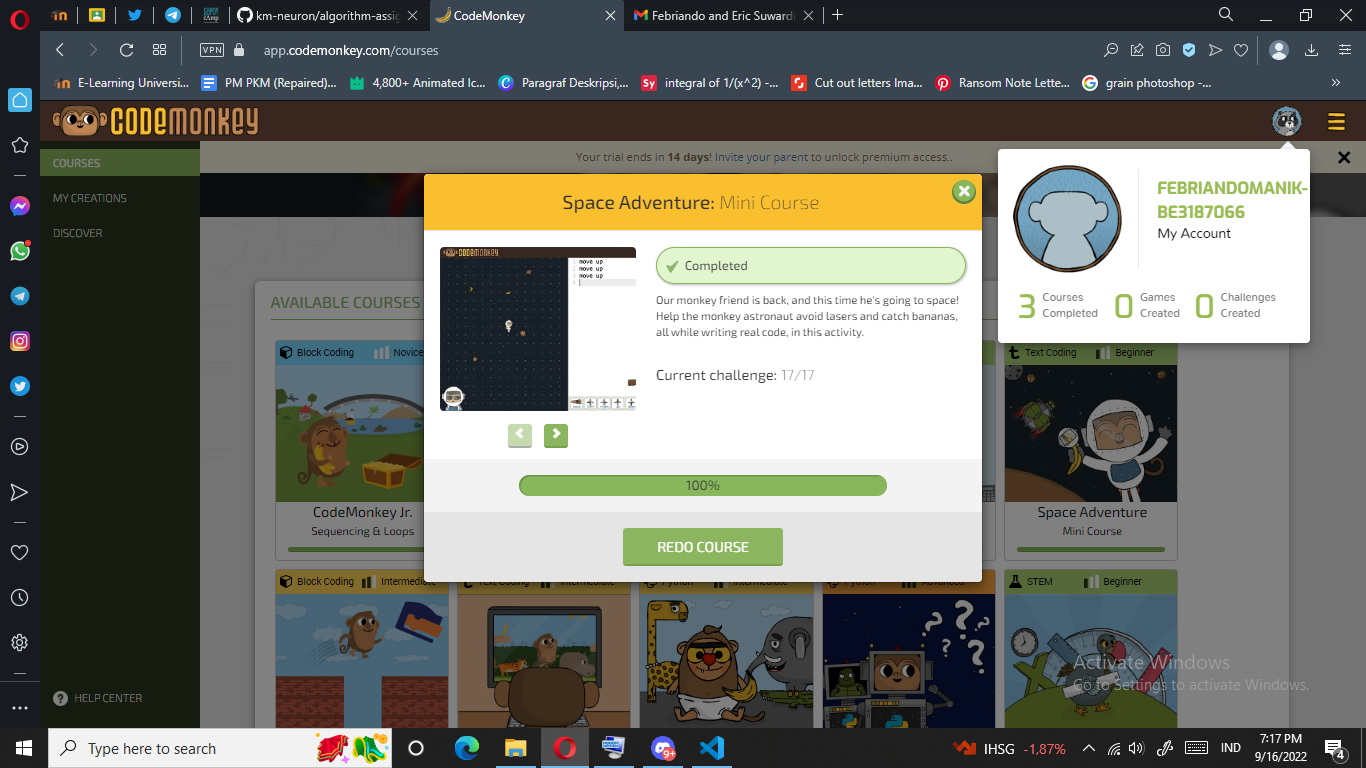 km-neuron/algorithm-assig
CodeMonkey
Febriando and Eric Suwardi
VPN
app.codemonkey.com/courses
E-Learning Universi...
PM PKM (Repaired)...
4,800+ Animated Ic...
Paragraf Deskripsi,...
Sy integral of 1/(x^2) -...
Cut out letters Ima...
Ransom Note Lette...
grain photoshop -...
CODEMONKEY
COURSES
MY CREATIONS
DISCOVER
HELP CENTER
Your trial ends in 14 days! Invite your parent to unlock premium access..
FEBRIANDOMANIK-
BE3187066
My Account
3 Courses Completed
0 Games Created
0 Challenges Created
Space Adventure: Mini Course
CODEMONKEY
move up
move up
move up
Completed
Our monkey friend is back, and this time he's going to space!
Help the monkey astronaut avoid lasers and catch bananas,
all while writing real code, in this activity.
Current challenge: 17/17
100%
REDO COURSE
AVAILABLE COURSES
Block Coding Novice
CodeMonkey Jr.
Sequencing & Loops
Text Coding Beginner
Space Adventure
Mini Course
Block Coding Intermediate
Text Coding Intermediate
Python Intermediate
Python Advanced
STEM Beginner
Activate Windows
Go to Settings to activate Windows.
Type here to search
9+
IHSG -1,87%
IND
7:17 PM
9/16/2022
4